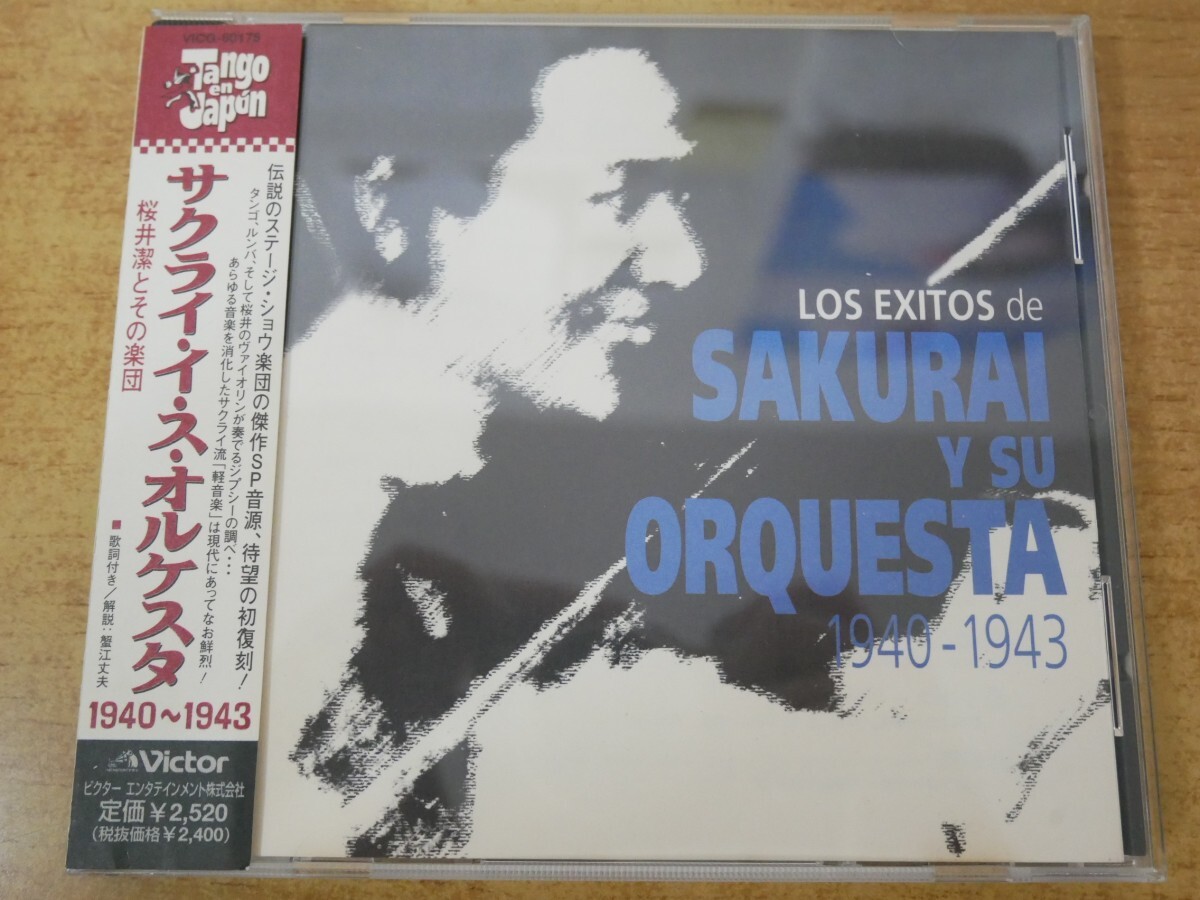 VICG-60179
Tango
en
Japón
サクライ・イ・ス・オルケスタ
桜井潔とその楽団
伝説のステージ・ショウ楽団の傑作SP音源、待望の初復刻!
タンゴ、ルンバ、そして桜井のヴァイオリンが奏でるジプシーの調べ・・・
あらゆる音楽を消化したサクライ流「軽音楽」は現代にあってなお鮮烈!
■歌詞付き/解説:蟹江丈夫
1940~1943
Victor
ビクター エンタテインメント株式会社
定価¥2,520
(税抜価格¥2,400)
LOS EXITOS de
SAKURAI
Y SU
ORQUESTA
1940-1943